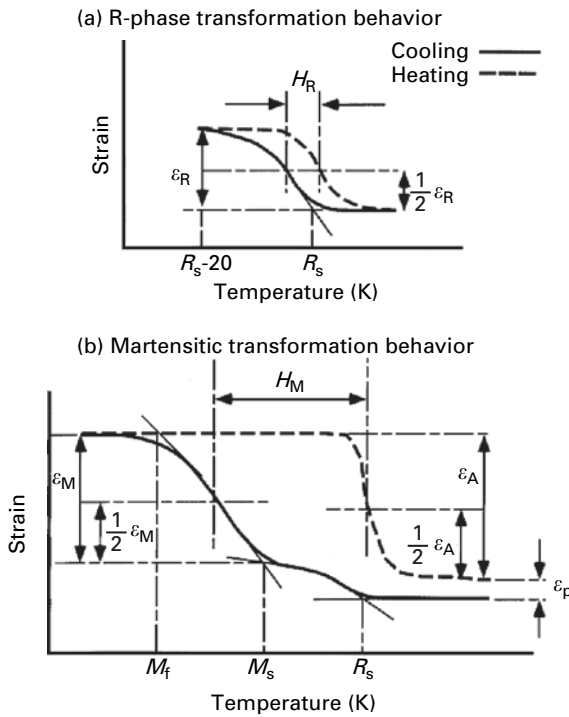 (a) R-phase transformation behavior
Cooling
Heating
H_R
Strain
ε_R
1/2 ε_R
R_s-20
R_s
Temperature (K)
(b) Martensitic transformation behavior
H_M
ε_M
ε_A
1/2 ε_M
1/2 ε_A
Strain
ε_p
M_f
M_s
R_s
Temperature (K)